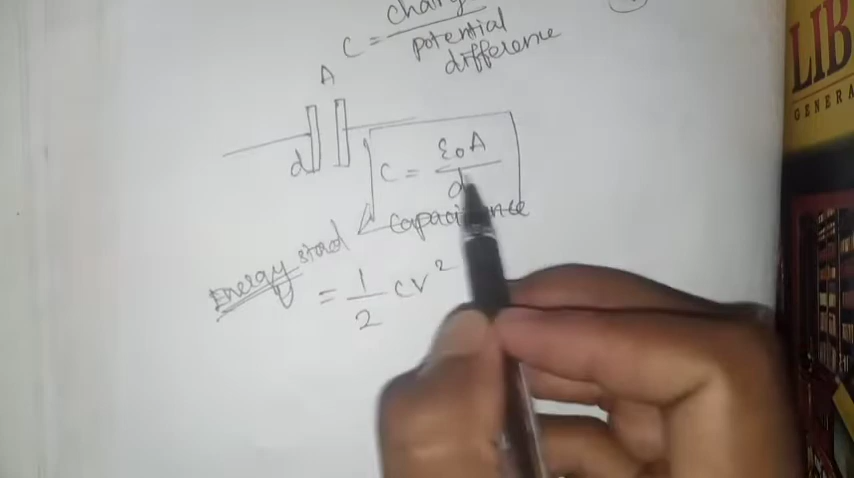 C = charge
potential
difference
A
d
C = ε₀A
d
capacitance
Energy stored
= 1
2 CV²
LIB
GENERA